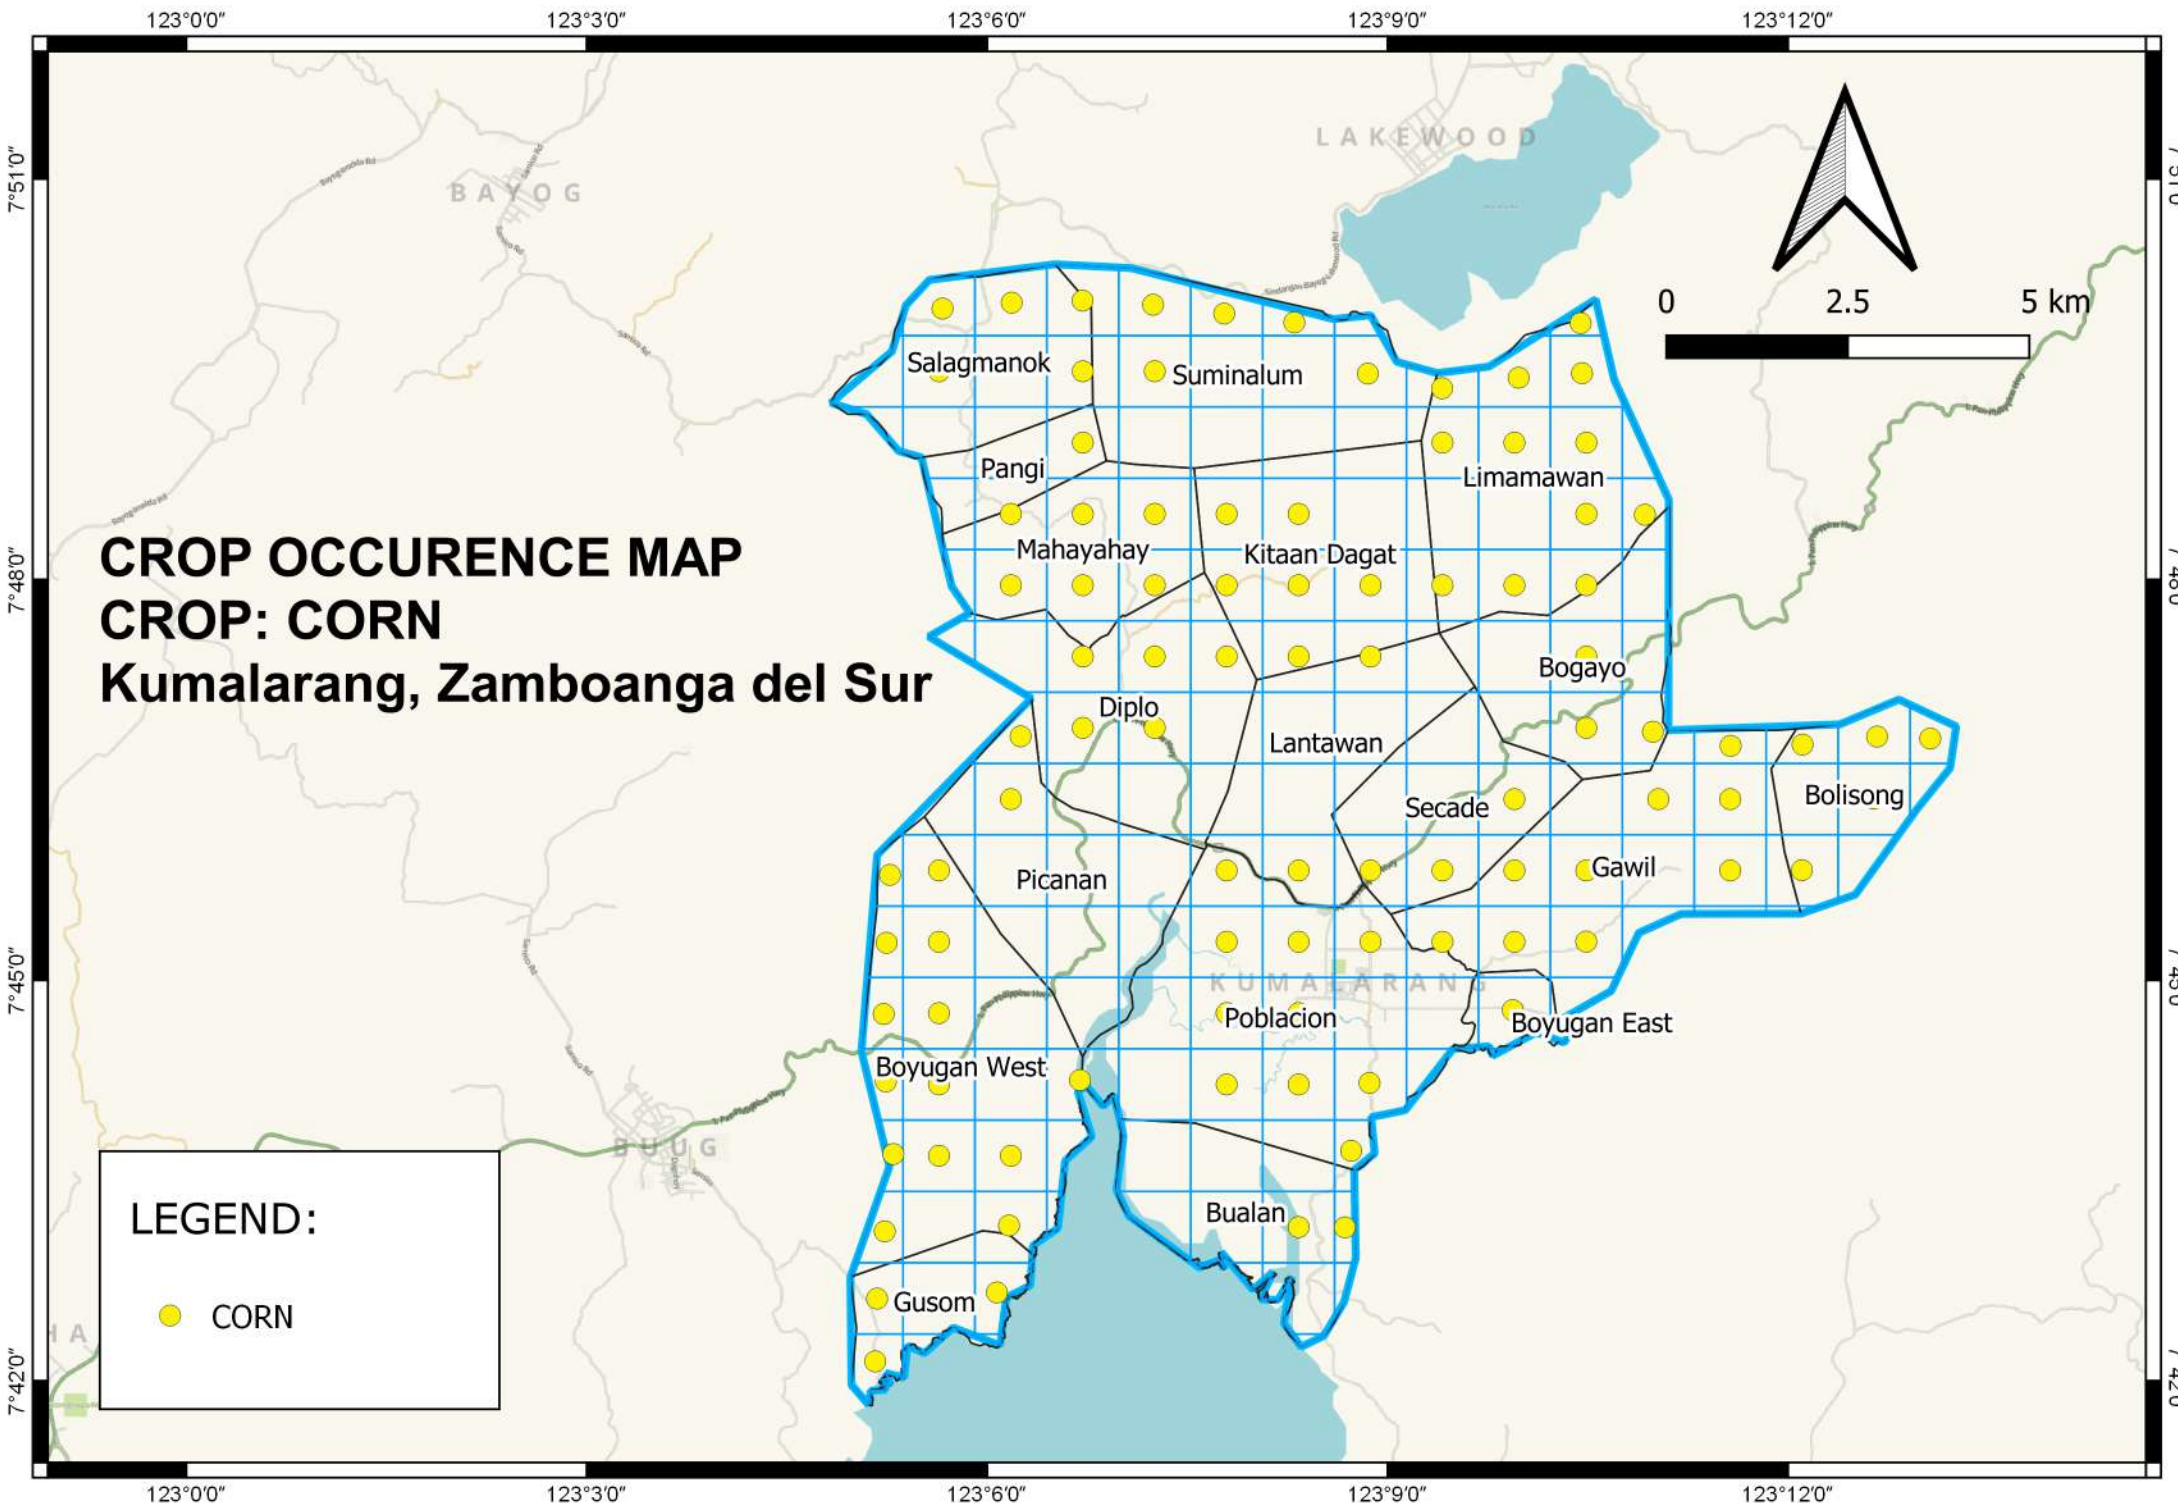 123°0'0" 123°3'0" 123°6'0" 123°9'0" 123°12'0"
LAKEWOOD
7°51'0"
BAYOG
0 2.5 5 km
Salagmanok
Suminalum
Pangi
Limamawan
CROP OCCURENCE MAP
Mahayahay
Kitaan Dagat
7°48'0"
CROP: CORN
Kumalarang, Zamboanga del Sur
Bogayo
Diplo
Lantawan
Bolisong
Secade
Gawil
Picanan
7°45'0"
KUMALARANG
Poblacion
Boyugan East
Boyugan West
BUUG
LEGEND:
Bualan
Gusom
CORN
7°42'0"
123°0'0" 123°3'0" 123°6'0" 123°9'0" 123°12'0"